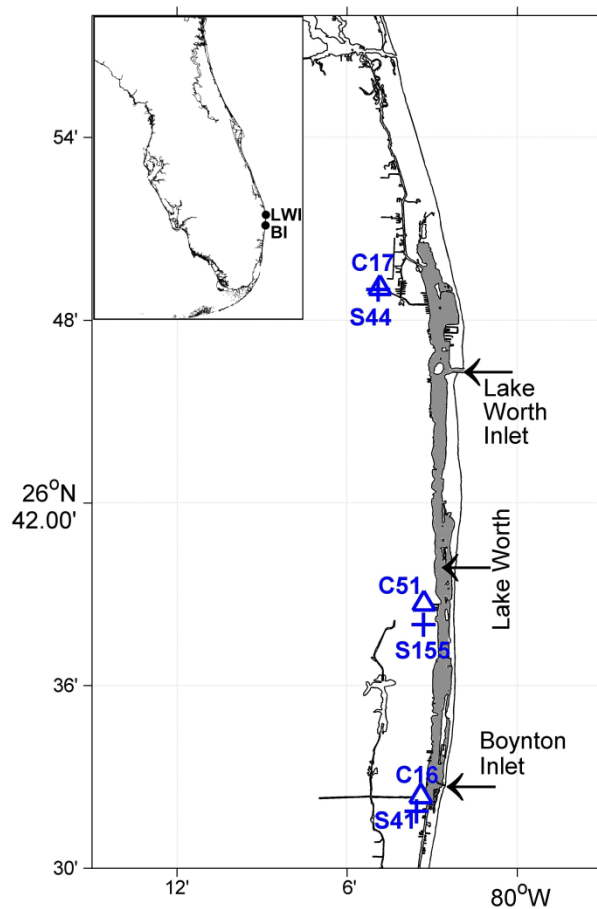 LWI
BI
54'
C17
S44
48'
Lake
Worth
Inlet
26°N
42.00'
Lake Worth
C51
S155
36'
Boynton
Inlet
C16
S41
30'
12'
6'
80°W